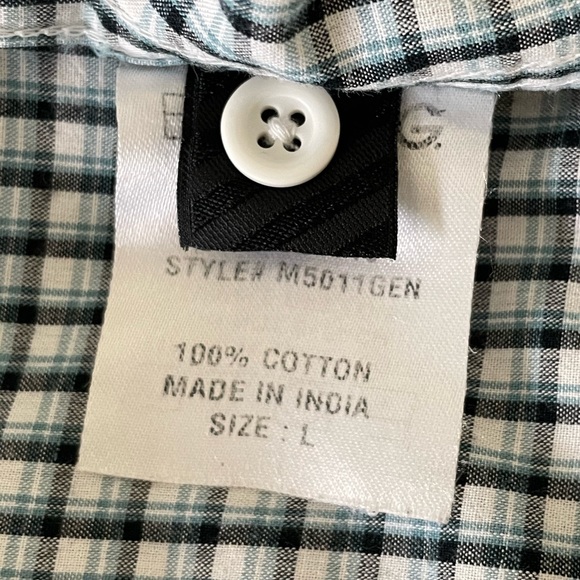 STYLE# M5011GEN
100% COTTON
MADE IN INDIA
SIZE : L